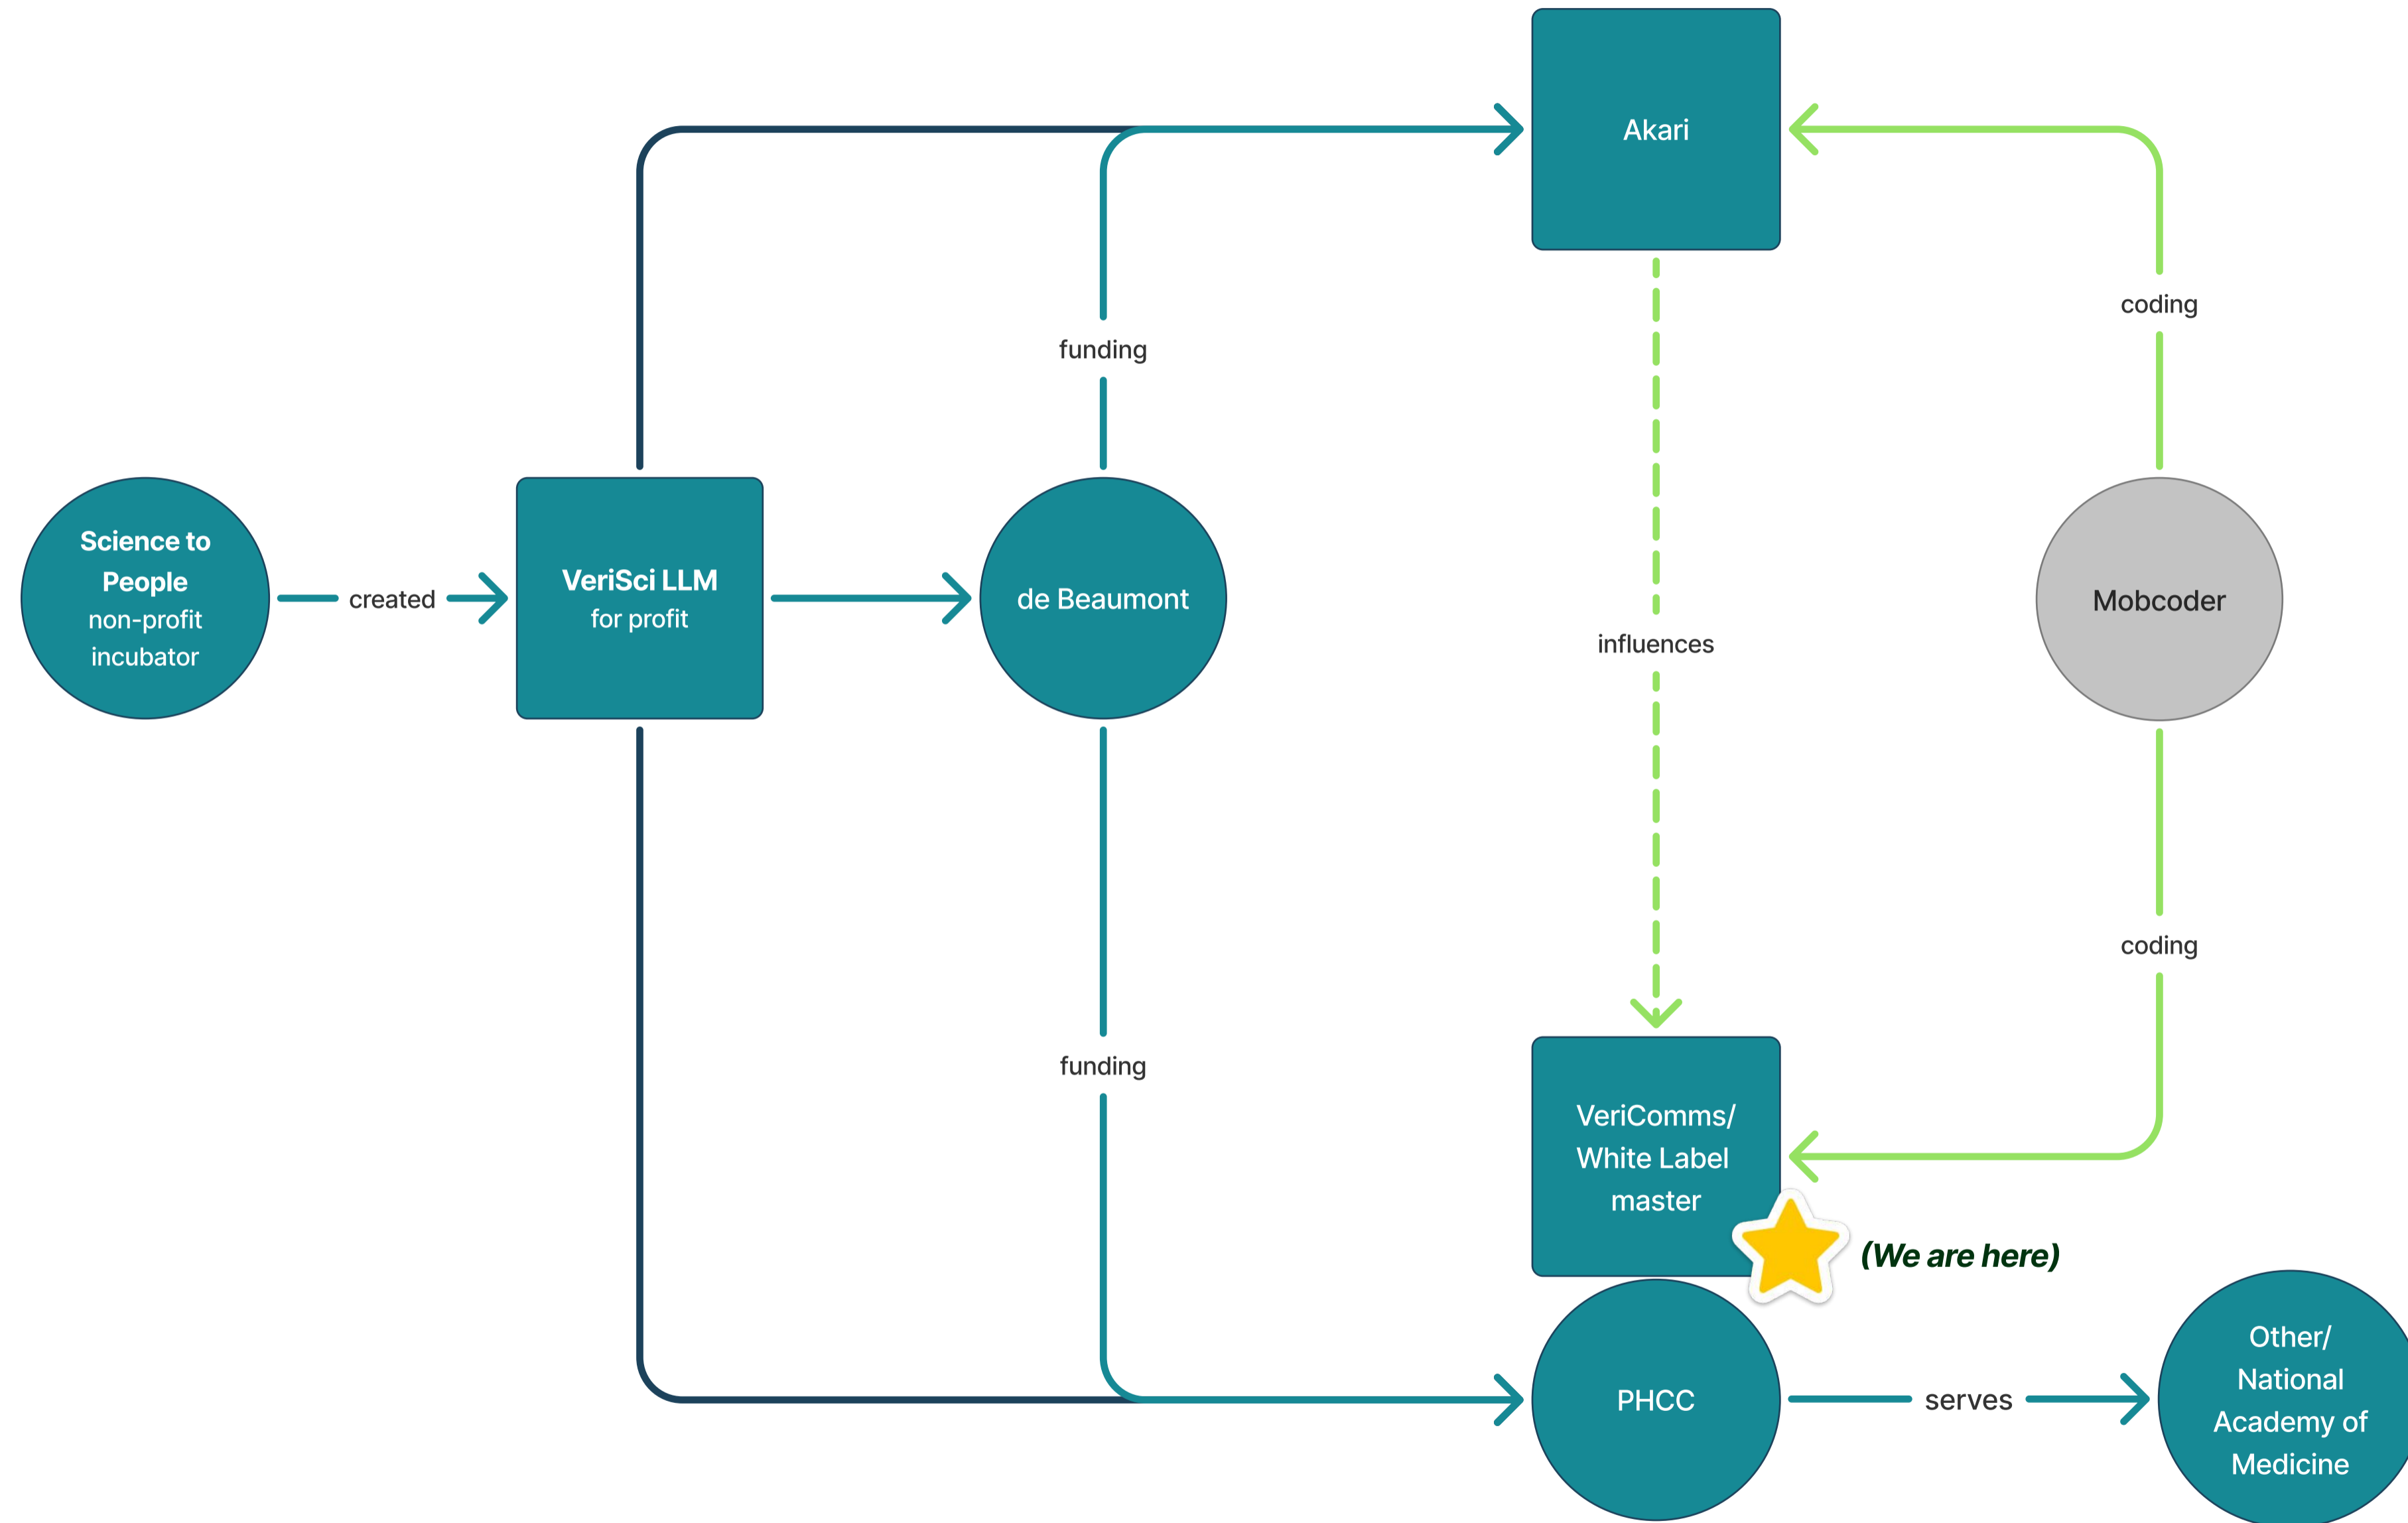 Akari
coding
funding
Science to
People
non-profit
incubator
created
VeriSci LLM
for profit
de Beaumont
influences
Mobcoder
coding
funding
VeriComms/
White Label
master
(We are here)
PHCC
serves
Other/
National
Academy of
Medicine